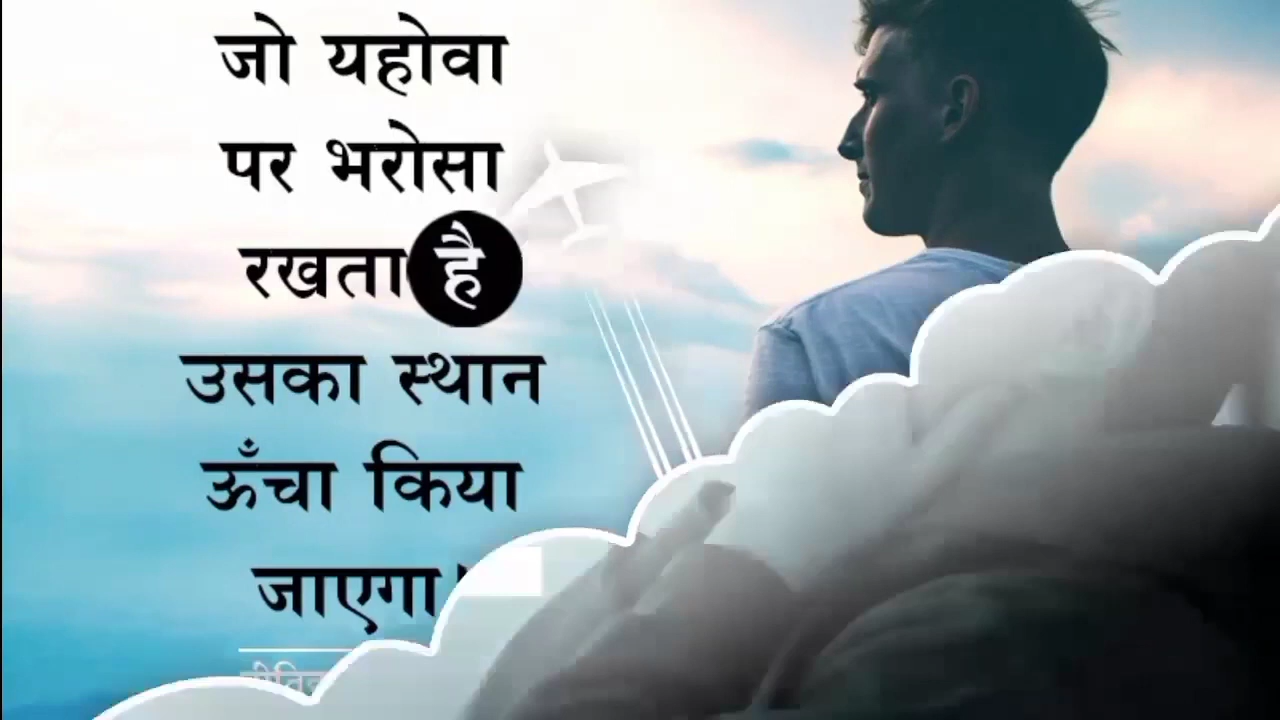 जो यहोवा
पर भरोसा
रखता है
उसका स्थान
ऊँचा किया
जाएगा।